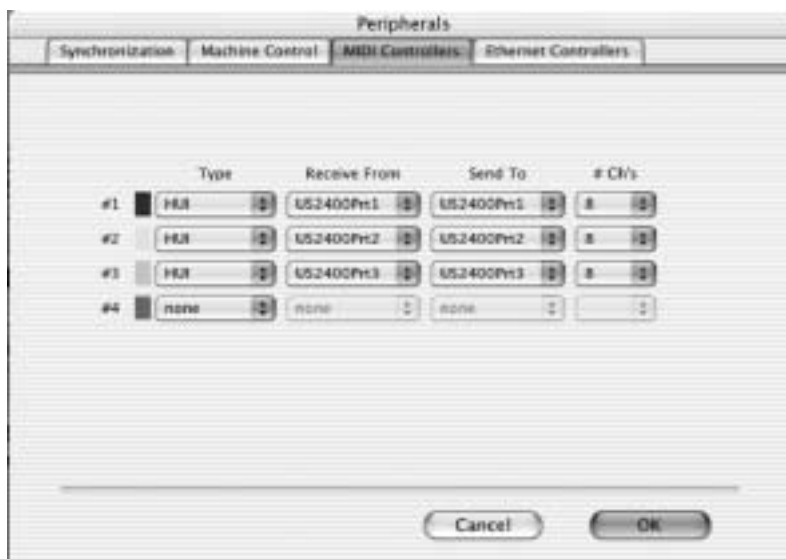 Peripherals
Synchronization Machine Control MIDI Controllers Ethernet Controllers
Type Receive From Send To # Ch's
#1 HUI US2400Prt1 US2400Prt1 8
#2 HUI US2400Prt2 US2400Prt2 8
#3 HUI US2400Prt3 US2400Prt3 8
#4 none none none
Cancel OK